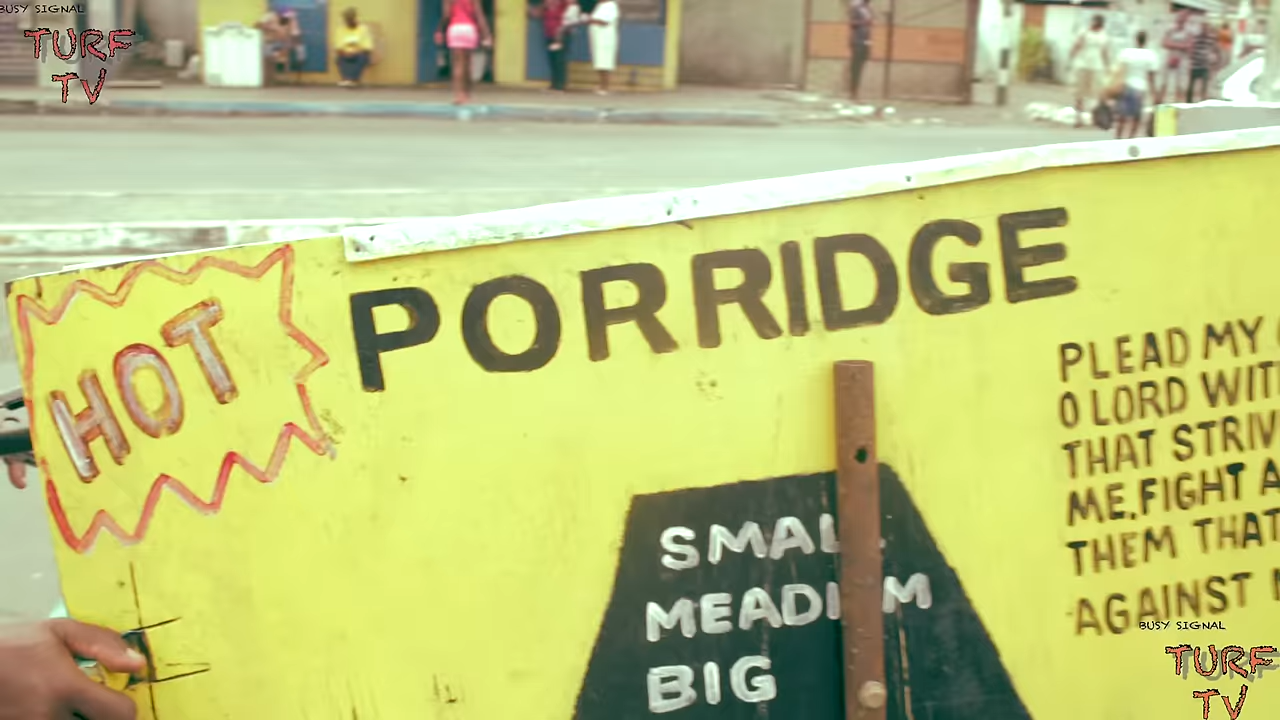 BUSY SIGNAL
TURF
TV
HOT
PORRIDGE
PLEAD MY
O LORD WIT
THAT STRIV
ME, FIGHT A
THEM THAT
AGAINST
SMAL
MEADI M
BIG
BUSY SIGNAL
TURF
TV